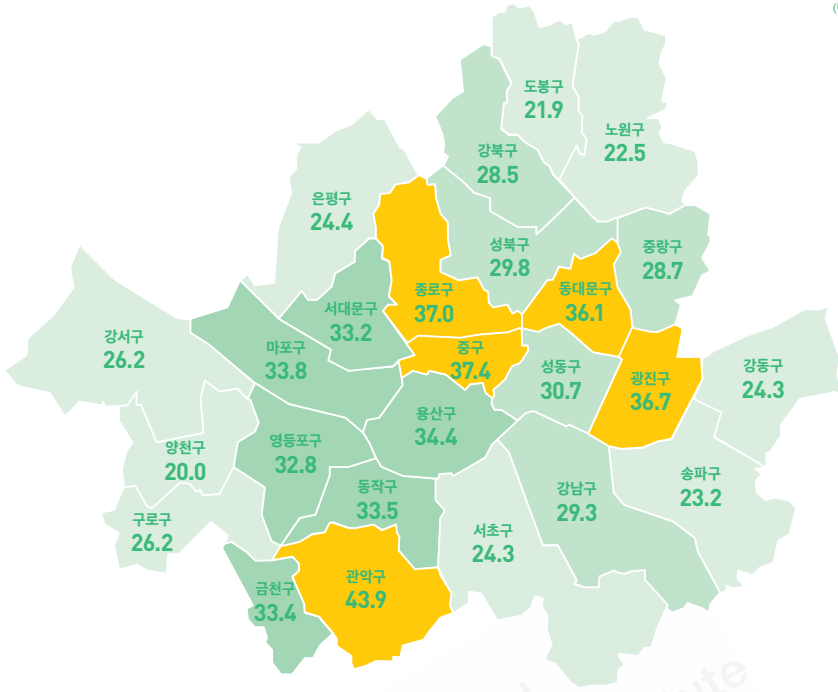 도봉구
21.9
노원구
22.5
강북구
28.5
은평구
24.4
성북구
29.8
중랑구
28.7
종로구
37.0
동대문구
36.1
서대문구
33.2
강서구
26.2
마포구
33.8
중구
37.4
성동구
30.7
광진구
36.7
강동구
24.3
용산구
34.4
양천구
20.0
영등포구
32.8
송파구
23.2
동작구
33.5
강남구
29.3
구로구
26.2
서초구
24.3
금천구
33.4
관악구
43.9